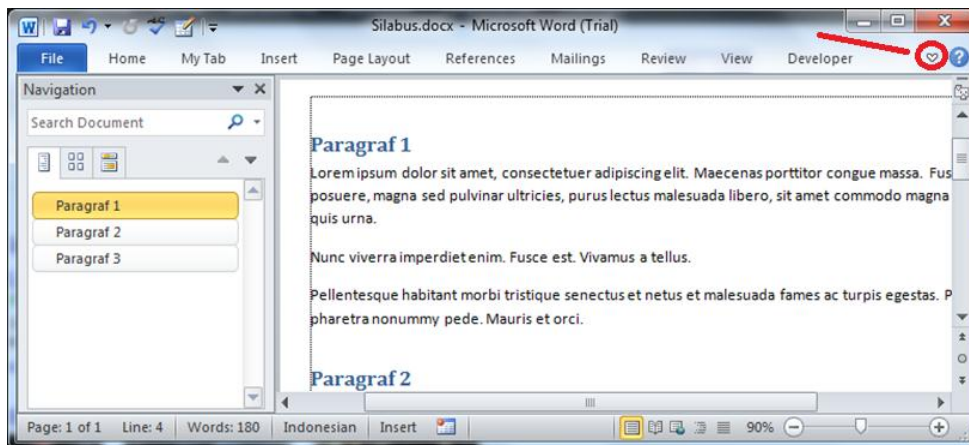 Silabus.docx - Microsoft Word (Trial)
File Home My Tab Insert Page Layout References Mailings Review View Developer
Navigation
Search Document
Paragraf 1
Paragraf 2
Paragraf 3
Paragraf 1
Lorem ipsum dolor sit amet, consectetuer adipiscing elit. Maecenas porttitor congue massa. Fus
posuere, magna sed pulvinar ultricies, purus lectus malesuada libero, sit amet commodo magna
quis urna.
Nunc viverra imperdiet enim. Fusce est. Vivamus a tellus.
Pellentesque habitant morbi tristique senectus et netus et malesuada fames ac turpis egestas. P
pharetra nonummy pede. Mauris et orci.
Paragraf 2
Page: 1 of 1 Line: 4 Words: 180 Indonesian Insert 90%